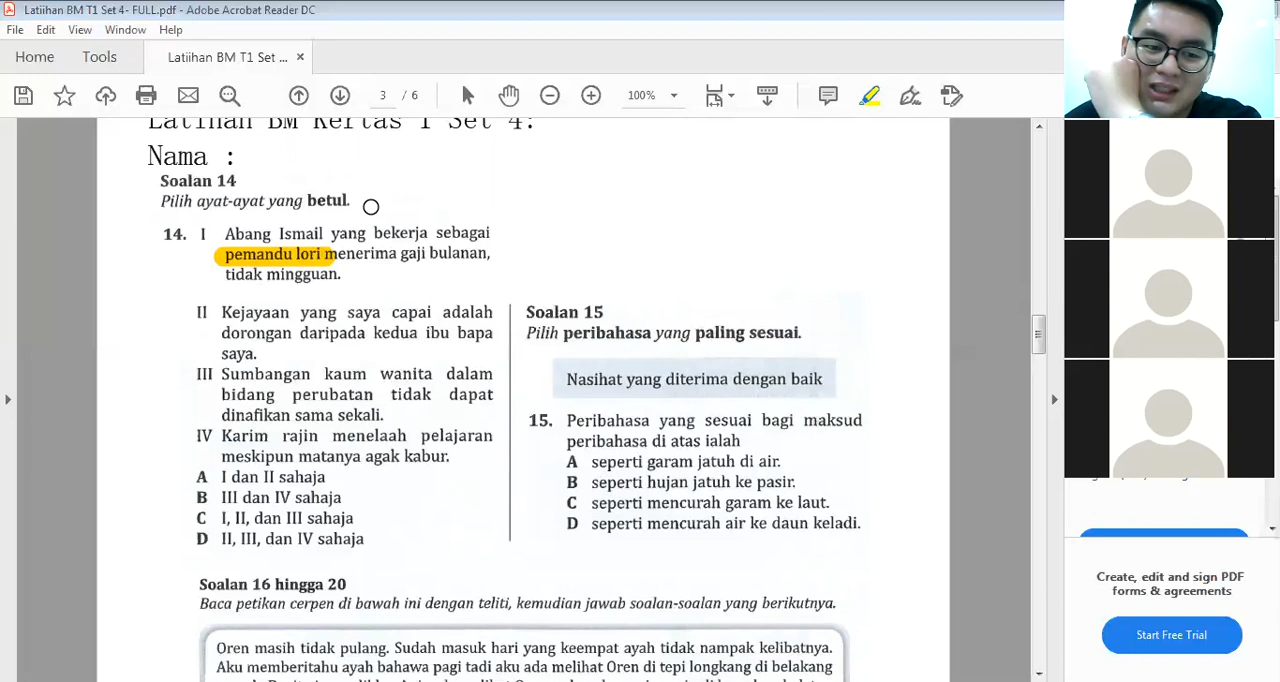 Latiihan BM T1 Set 4- FULL.pdf - Adobe Acrobat Reader DC
File Edit View Window Help
Home Tools Latiihan BM T1 Set ... ×
3 / 6 100%
Latihan BM Kertas 1 Set 4:
Nama :
Soalan 14
Pilih ayat-ayat yang betul.
14. I Abang Ismail yang bekerja sebagai
pemandu lori menerima gaji bulanan,
tidak mingguan.
II Kejayaan yang saya capai adalah
dorongan daripada kedua ibu bapa
saya.
III Sumbangan kaum wanita dalam
bidang perubatan tidak dapat
dinafikan sama sekali.
IV Karim rajin menelaah pelajaran
meskipun matanya agak kabur.
A I dan II sahaja
B III dan IV sahaja
C I, II, dan III sahaja
D II, III, dan IV sahaja
Soalan 15
Pilih peribahasa yang paling sesuai.
Nasihat yang diterima dengan baik
15. Peribahasa yang sesuai bagi maksud
peribahasa di atas ialah
A seperti garam jatuh di air.
B seperti hujan jatuh ke pasir.
C seperti mencurah garam ke laut.
D seperti mencurah air ke daun keladi.
Soalan 16 hingga 20
Baca petikan cerpen di bawah ini dengan teliti, kemudian jawab soalan-soalan yang berikutnya.
Oren masih tidak pulang. Sudah masuk hari yang keempat ayah tidak nampak kelibatnya.
Aku memberitahu ayah bahawa pagi tadi aku ada melihat Oren di tepi longkang di belakang
Create, edit and sign PDF
forms & agreements
Start Free Trial